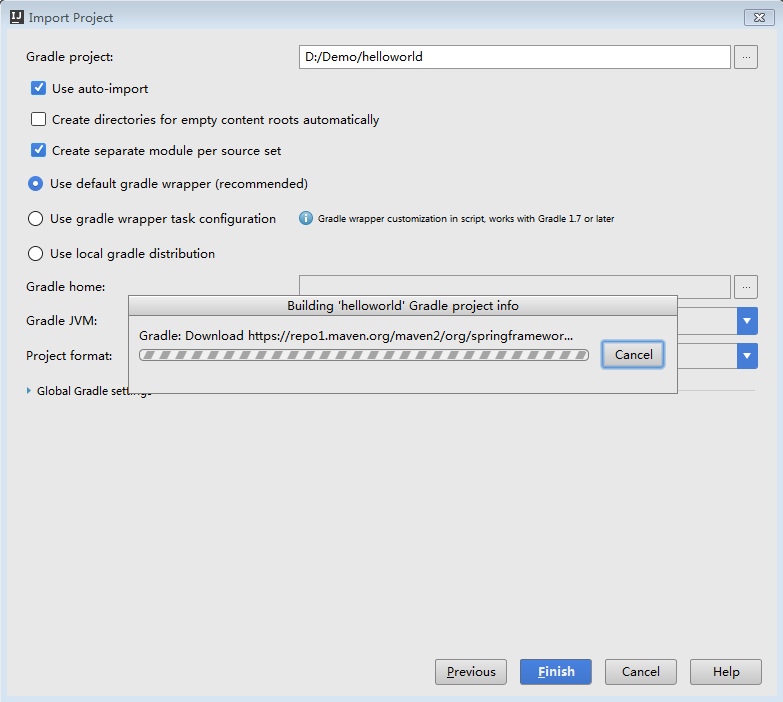 Import Project
Gradle project:
D:/Demo/helloworld
...
Use auto-import
Create directories for empty content roots automatically
Create separate module per source set
Use default gradle wrapper (recommended)
Use gradle wrapper task configuration
Gradle wrapper customization in script, works with Gradle 1.7 or later
Use local gradle distribution
Gradle home:
...
Building 'helloworld' Gradle project info
Gradle JVM:
Gradle: Download https://repo1.maven.org/maven2/org/springframewor...
Project format:
Cancel
Global Gradle settings
Previous
Finish
Cancel
Help